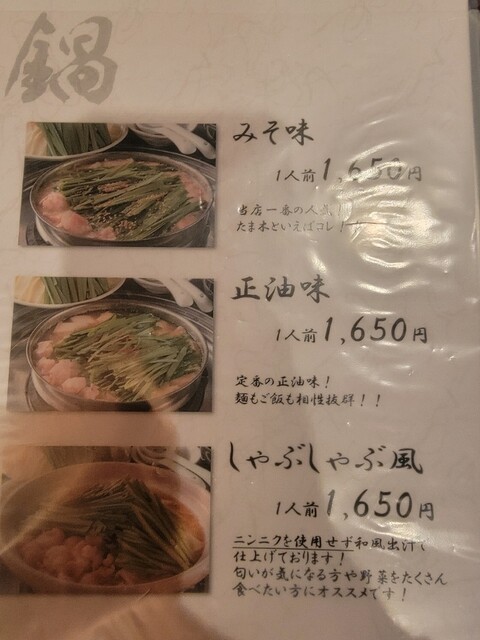 鍋
みそ味
1人前1,650円
当店一番の人気!!
たま木といえばコレ!
正油味
1人前1,650円
定番の正油味!
麺もご飯も相性抜群!!
しゃぶしゃぶ風
1人前1,650円
ニンニクを使用せず和風出汁で
仕上げております!
匂いが気になる方や野菜をたくさん
食べたい方にオススメです!